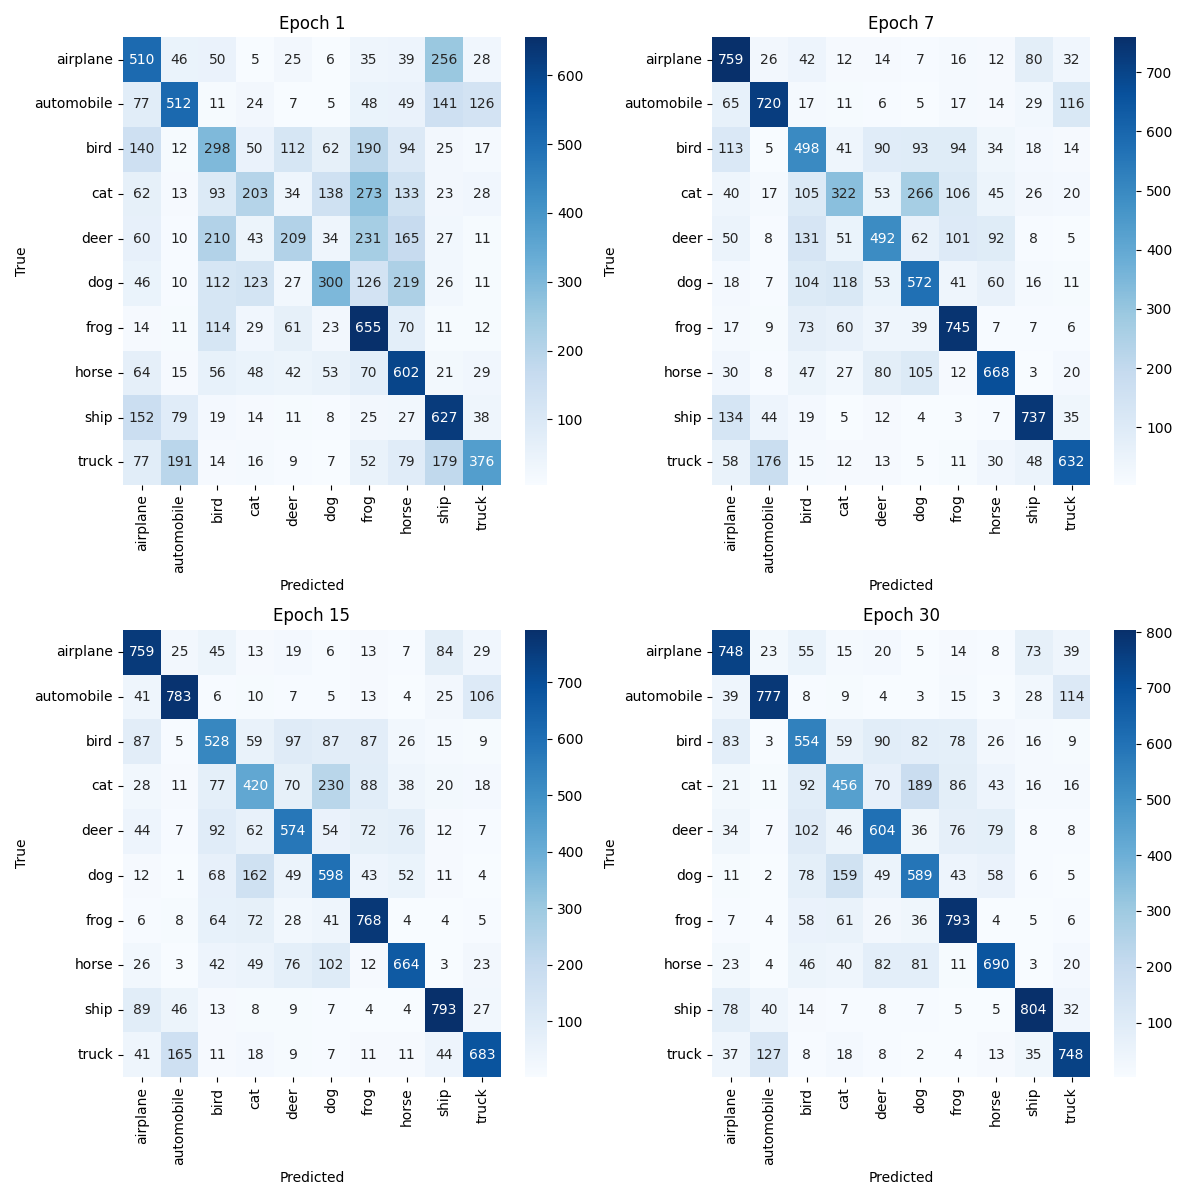 Epoch 1
airplane 510 46 50 5 25 6 35 39 256 28
automobile 77 512 11 24 7 5 48 49 141 126
bird 140 12 298 50 112 62 190 94 25 17
cat 62 13 93 203 34 138 273 133 23 28
deer 60 10 210 43 209 34 231 165 27 11
dog 46 10 112 123 27 300 126 219 26 11
frog 14 11 114 29 61 23 655 70 11 12
horse 64 15 56 48 42 53 70 602 21 29
ship 152 79 19 14 11 8 25 27 627 38
truck 77 191 14 16 9 7 52 79 179 376
True
airplane automobile bird cat deer dog frog horse ship truck
Predicted
600
500
400
300
200
100
Epoch 7
airplane 759 26 42 12 14 7 16 12 80 32
automobile 65 720 17 11 6 5 17 14 29 116
bird 113 5 498 41 90 93 94 34 18 14
cat 40 17 105 322 53 266 106 45 26 20
deer 50 8 131 51 492 62 101 92 8 5
dog 18 7 104 118 53 572 41 60 16 11
frog 17 9 73 60 37 39 745 7 7 6
horse 30 8 47 27 80 105 12 668 3 20
ship 134 44 19 5 12 4 3 7 737 35
truck 58 176 15 12 13 5 11 30 48 632
True
airplane automobile bird cat deer dog frog horse ship truck
Predicted
700
600
500
400
300
200
100
Epoch 15
airplane 759 25 45 13 19 6 13 7 84 29
automobile 41 783 6 10 7 5 13 4 25 106
bird 87 5 528 59 97 87 87 26 15 9
cat 28 11 77 420 70 230 88 38 20 18
deer 44 7 92 62 574 54 72 76 12 7
dog 12 1 68 162 49 598 43 52 11 4
frog 6 8 64 72 28 41 768 4 4 5
horse 26 3 42 49 76 102 12 664 3 23
ship 89 46 13 8 9 7 4 4 793 27
truck 41 165 11 18 9 7 11 11 44 683
True
airplane automobile bird cat deer dog frog horse ship truck
Predicted
700
600
500
400
300
200
100
Epoch 30
airplane 748 23 55 15 20 5 14 8 73 39
automobile 39 777 8 9 4 3 15 3 28 114
bird 83 3 554 59 90 82 78 26 16 9
cat 21 11 92 456 70 189 86 43 16 16
deer 34 7 102 46 604 36 76 79 8 8
dog 11 2 78 159 49 589 43 58 6 5
frog 7 4 58 61 26 36 793 4 5 6
horse 23 4 46 40 82 81 11 690 3 20
ship 78 40 14 7 8 7 5 5 804 32
truck 37 127 8 18 8 2 4 13 35 748
True
airplane automobile bird cat deer dog frog horse ship truck
Predicted
800
700
600
500
400
300
200
100